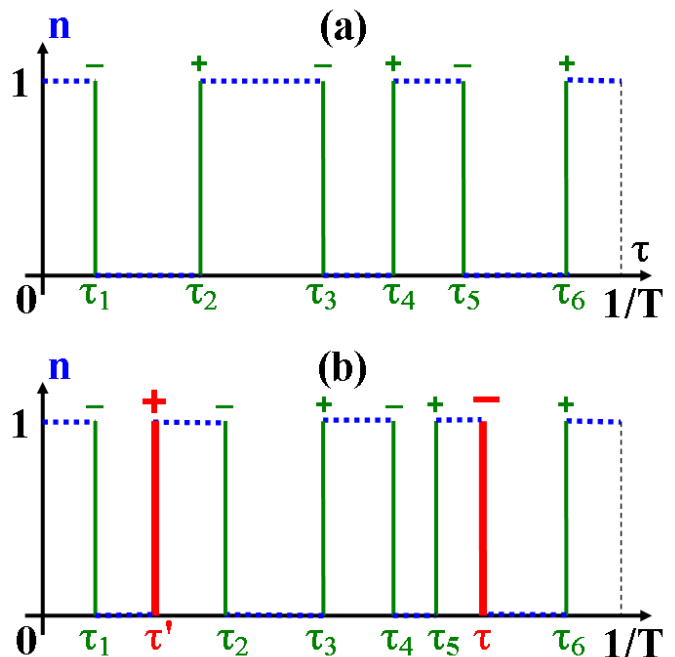 (a)
n
− + − + − +
1
τ
0 τ₁ τ₂ τ₃ τ₄ τ₅ τ₆ 1/T
(b)
n
− + − + − + − +
1
0 τ₁ τ' τ₂ τ₃ τ₄ τ₅ τ τ₆ 1/T